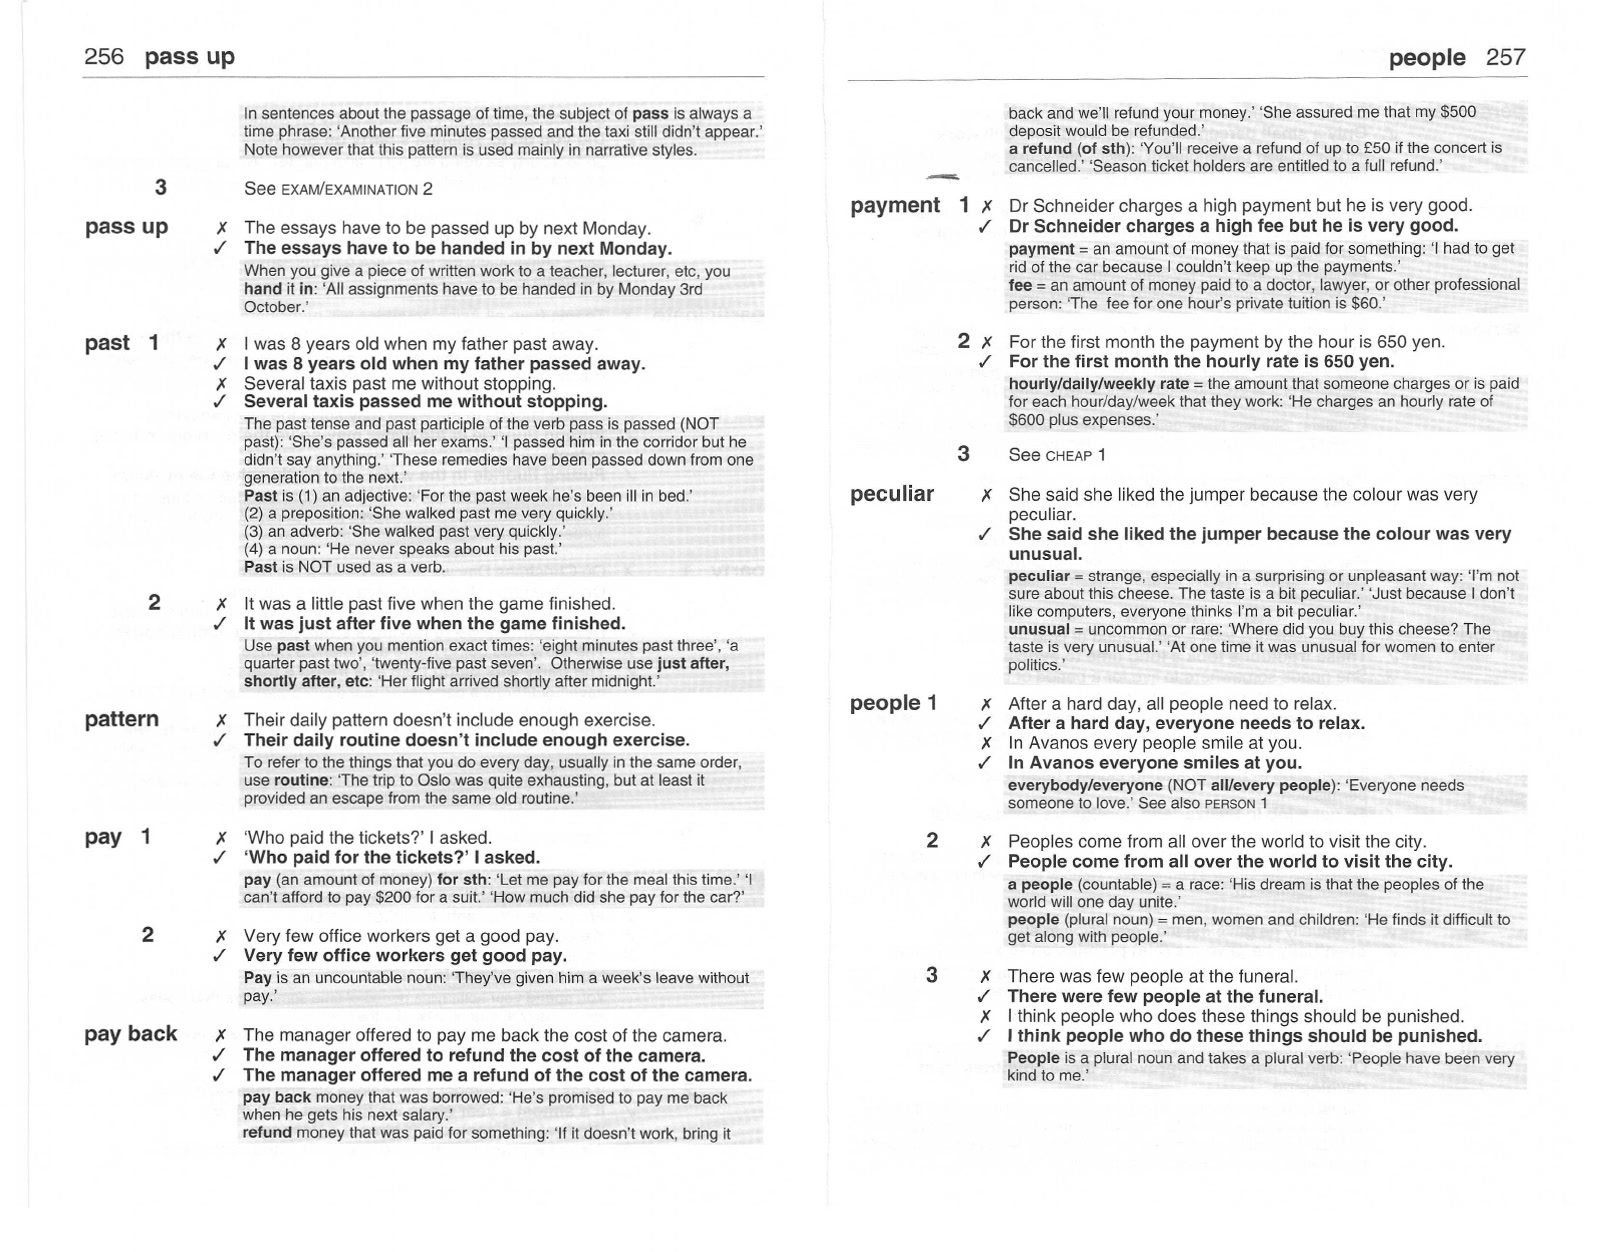 256 pass up
In sentences about the passage of time, the subject of pass is always a
time phrase: ‘Another five minutes passed and the taxi still didn’t appear.’
Note however that this pattern is used mainly in narrative styles.
3 See EXAM/EXAMINATION 2
pass up ✗ The essays have to be passed up by next Monday.
✓ The essays have to be handed in by next Monday.
When you give a piece of written work to a teacher, lecturer, etc, you
hand it in: ‘All assignments have to be handed in by Monday 3rd
October.’
past 1 ✗ I was 8 years old when my father past away.
✓ I was 8 years old when my father passed away.
✗ Several taxis past me without stopping.
✓ Several taxis passed me without stopping.
The past tense and past participle of the verb pass is passed (NOT
past): ‘She’s passed all her exams.’ ‘I passed him in the corridor but he
didn’t say anything.’ ‘These remedies have been passed down from one
generation to the next.’
Past is (1) an adjective: ‘For the past week he’s been ill in bed.’
(2) a preposition: ‘She walked past me very quickly.’
(3) an adverb: ‘She walked past very quickly.’
(4) a noun: ‘He never speaks about his past.’
Past is NOT used as a verb.
2 ✗ It was a little past five when the game finished.
✓ It was just after five when the game finished.
Use past when you mention exact times: ‘eight minutes past three’, ‘a
quarter past two’, ‘twenty-five past seven’. Otherwise use just after,
shortly after, etc: ‘Her flight arrived shortly after midnight.’
pattern ✗ Their daily pattern doesn’t include enough exercise.
✓ Their daily routine doesn’t include enough exercise.
To refer to the things that you do every day, usually in the same order,
use routine: ‘The trip to Oslo was quite exhausting, but at least it
provided an escape from the same old routine.’
pay 1 ✗ ‘Who paid the tickets?’ I asked.
✓ ‘Who paid for the tickets?’ I asked.
pay (an amount of money) for sth: ‘Let me pay for the meal this time.’ ‘I
can’t afford to pay $200 for a suit.’ ‘How much did she pay for the car?’
2 ✗ Very few office workers get a good pay.
✓ Very few office workers get good pay.
Pay is an uncountable noun: ‘They’ve given him a week’s leave without
pay.’
pay back ✗ The manager offered to pay me back the cost of the camera.
✓ The manager offered to refund the cost of the camera.
✓ The manager offered me a refund of the cost of the camera.
pay back money that was borrowed: ‘He’s promised to pay me back
when he gets his next salary.’
refund money that was paid for something: ‘If it doesn’t work, bring it
people 257
back and we’ll refund your money.’ ‘She assured me that my $500
deposit would be refunded.’
a refund (of sth): ‘You’ll receive a refund of up to £50 if the concert is
cancelled.’ ‘Season ticket holders are entitled to a full refund.’
payment 1 ✗ Dr Schneider charges a high payment but he is very good.
✓ Dr Schneider charges a high fee but he is very good.
payment = an amount of money that is paid for something: ‘I had to get
rid of the car because I couldn’t keep up the payments.’
fee = an amount of money paid to a doctor, lawyer, or other professional
person: ‘The fee for one hour’s private tuition is $60.’
2 ✗ For the first month the payment by the hour is 650 yen.
✓ For the first month the hourly rate is 650 yen.
hourly/daily/weekly rate = the amount that someone charges or is paid
for each hour/day/week that they work: ‘He charges an hourly rate of
$600 plus expenses.’
3 See CHEAP 1
peculiar ✗ She said she liked the jumper because the colour was very
peculiar.
✓ She said she liked the jumper because the colour was very
unusual.
peculiar = strange, especially in a surprising or unpleasant way: ‘I’m not
sure about this cheese. The taste is a bit peculiar.’ ‘Just because I don’t
like computers, everyone thinks I’m a bit peculiar.’
unusual = uncommon or rare: ‘Where did you buy this cheese? The
taste is very unusual.’ ‘At one time it was unusual for women to enter
politics.’
people 1 ✗ After a hard day, all people need to relax.
✓ After a hard day, everyone needs to relax.
✗ In Avanos every people smile at you.
✓ In Avanos everyone smiles at you.
everybody/everyone (NOT all/every people): ‘Everyone needs
someone to love.’ See also PERSON 1
2 ✗ Peoples come from all over the world to visit the city.
✓ People come from all over the world to visit the city.
a people (countable) = a race: ‘His dream is that the peoples of the
world will one day unite.’
people (plural noun) = men, women and children: ‘He finds it difficult to
get along with people.’
3 ✗ There was few people at the funeral.
✓ There were few people at the funeral.
✗ I think people who does these things should be punished.
✓ I think people who do these things should be punished.
People is a plural noun and takes a plural verb: ‘People have been very
kind to me.’